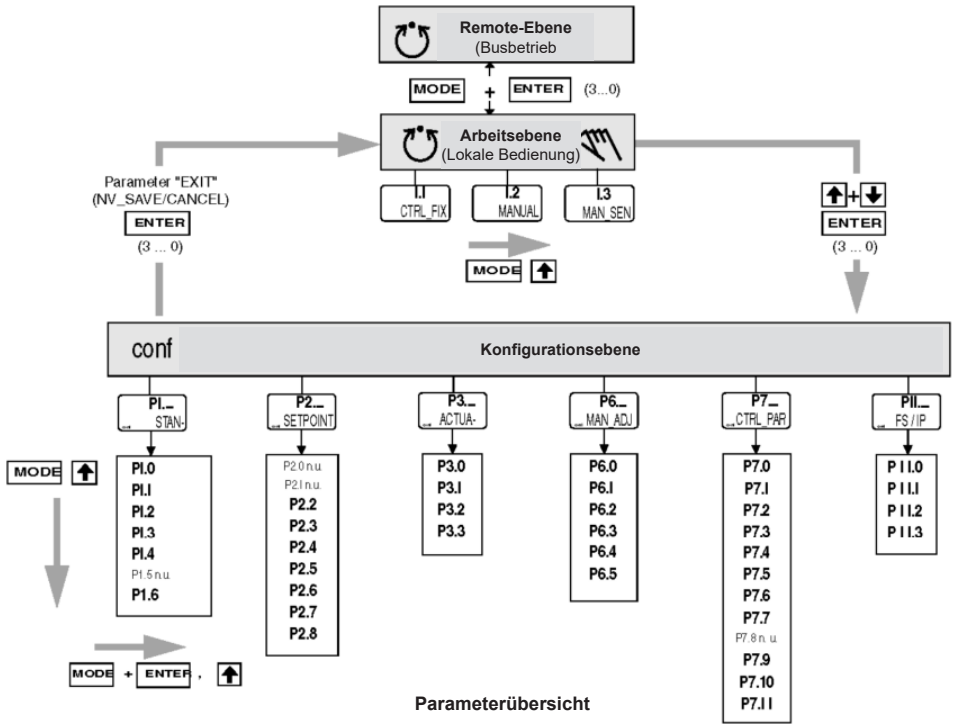 Remote-Ebene
(Busbetrieb
MODE + ENTER (3...0)
Arbeitsebene
(Lokale Bedienung)
I.1 CTRL_FIX
I.2 MANUAL
I.3 MAN_SEN
MODE
Parameter "EXIT"
(NV_SAVE/CANCEL)
ENTER
(3 ... 0)
+
ENTER
(3 ... 0)
conf Konfigurationsebene
P1._ _ STAN-
P2._ _ SETPOINT
P3._ _ ACTUA-
P6._ _ MAN_ADJ
P7._ _ CTRL_PAR
P11._ _ FS / IP
MODE
P1.0
P1.1
P1.2
P1.3
P1.4
P1.5 n.u.
P1.6
P2.0 n.u.
P2.1 n.u.
P2.2
P2.3
P2.4
P2.5
P2.6
P2.7
P2.8
P3.0
P3.1
P3.2
P3.3
P6.0
P6.1
P6.2
P6.3
P6.4
P6.5
P7.0
P7.1
P7.2
P7.3
P7.4
P7.5
P7.6
P7.7
P7.8 n. u.
P7.9
P7.10
P7.11
P11.0
P11.1
P11.2
P11.3
MODE + ENTER ,
Parameterübersicht